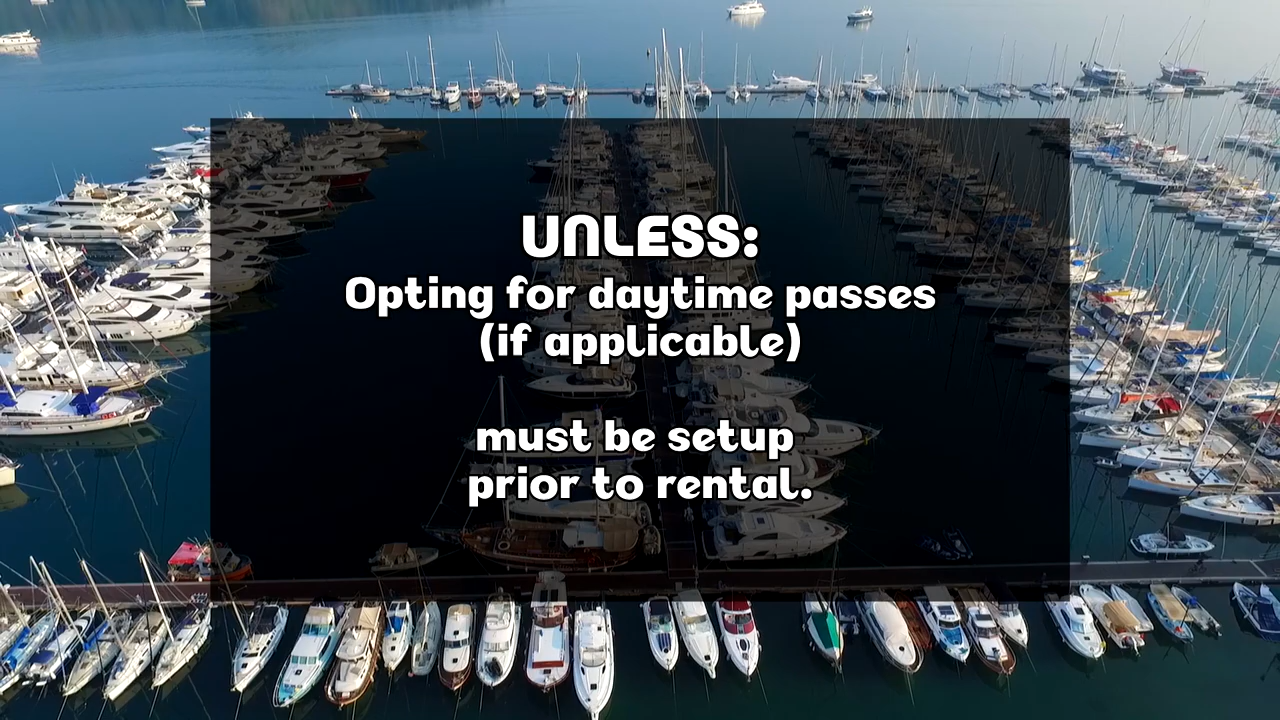 UNLESS:
Opting for daytime passes
(if applicable)
must be setup
prior to rental.